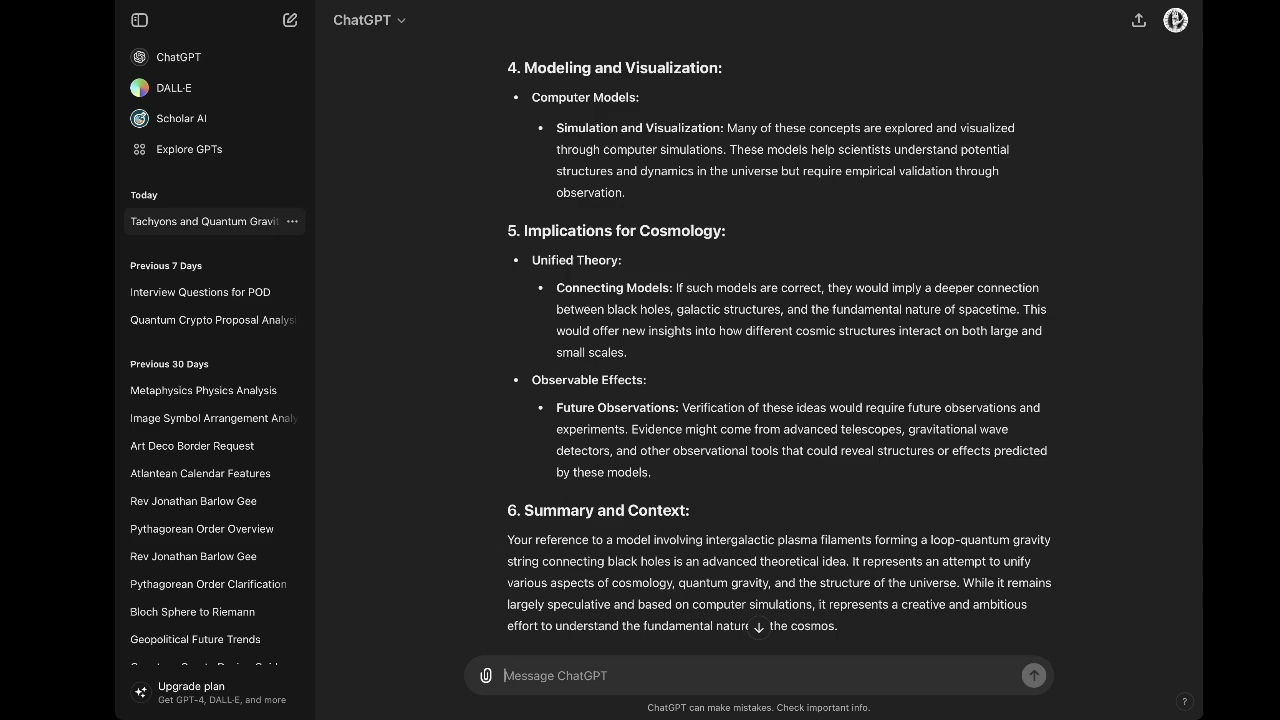 ChatGPT
DALL·E
Scholar AI
Explore GPTs
Today
Tachyons and Quantum Gravit
Previous 7 Days
Interview Questions for POD
Quantum Crypto Proposal Analysi
Previous 30 Days
Metaphysics Physics Analysis
Image Symbol Arrangement Analy
Art Deco Border Request
Atlantean Calendar Features
Rev Jonathan Barlow Gee
Pythagorean Order Overview
Rev Jonathan Barlow Gee
Pythagorean Order Clarification
Bloch Sphere to Riemann
Geopolitical Future Trends
Upgrade plan
Get GPT-4, DALL·E, and more
ChatGPT
4. Modeling and Visualization:
• Computer Models:
• Simulation and Visualization: Many of these concepts are explored and visualized
through computer simulations. These models help scientists understand potential
structures and dynamics in the universe but require empirical validation through
observation.
5. Implications for Cosmology:
• Unified Theory:
• Connecting Models: If such models are correct, they would imply a deeper connection
between black holes, galactic structures, and the fundamental nature of spacetime. This
would offer new insights into how different cosmic structures interact on both large and
small scales.
• Observable Effects:
• Future Observations: Verification of these ideas would require future observations and
experiments. Evidence might come from advanced telescopes, gravitational wave
detectors, and other observational tools that could reveal structures or effects predicted
by these models.
6. Summary and Context:
Your reference to a model involving intergalactic plasma filaments forming a loop-quantum gravity
string connecting black holes is an advanced theoretical idea. It represents an attempt to unify
various aspects of cosmology, quantum gravity, and the structure of the universe. While it remains
largely speculative and based on computer simulations, it represents a creative and ambitious
effort to understand the fundamental nature the cosmos.
Message ChatGPT
ChatGPT can make mistakes. Check important info.
?